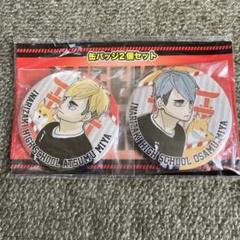 缶バッジ2個セット
INARIZAKI HIGH SCHOOL ATSUMU MIYA
INARIZAKI HIGH SCHOOL OSAMU MIYA